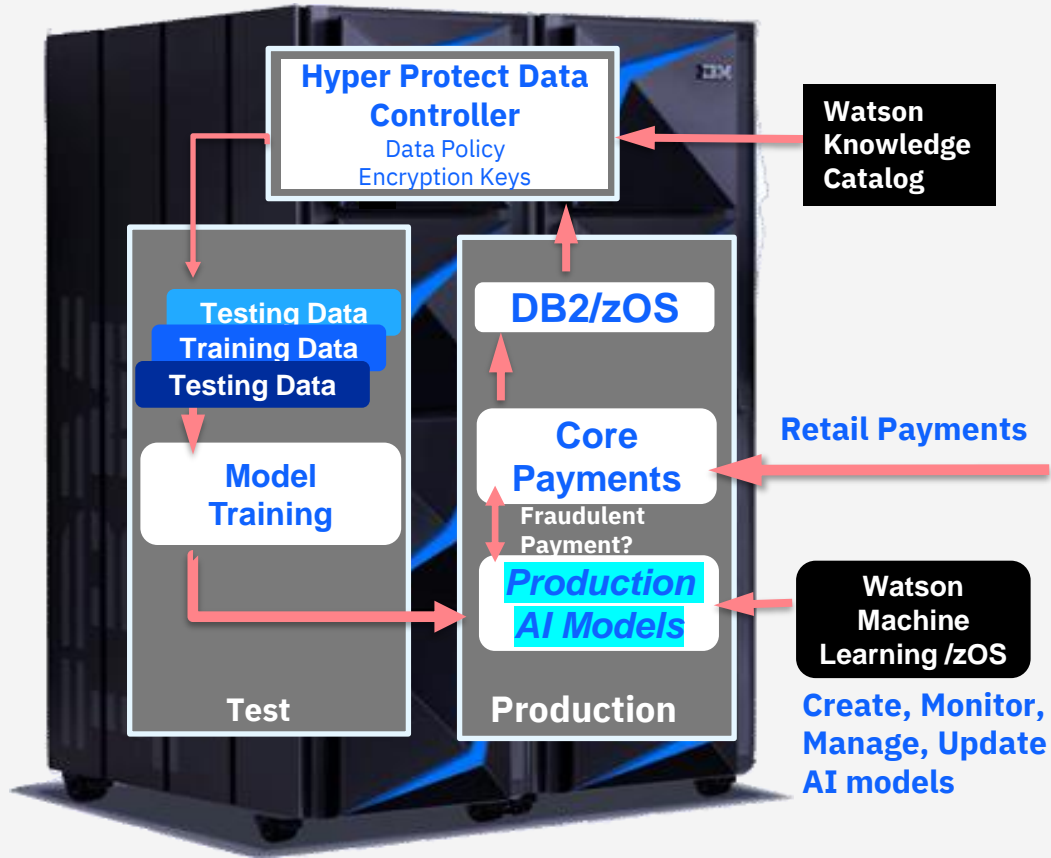 Hyper Protect Data
Controller
Data Policy
Encryption Keys
IBM
Watson
Knowledge
Catalog
Testing Data
Training Data
Testing Data
Model
Training
Test
DB2/zOS
Core
Payments
Fraudulent
Payment?
Production
AI Models
Production
Retail Payments
Watson
Machine
Learning /zOS
Create, Monitor,
Manage, Update
AI models